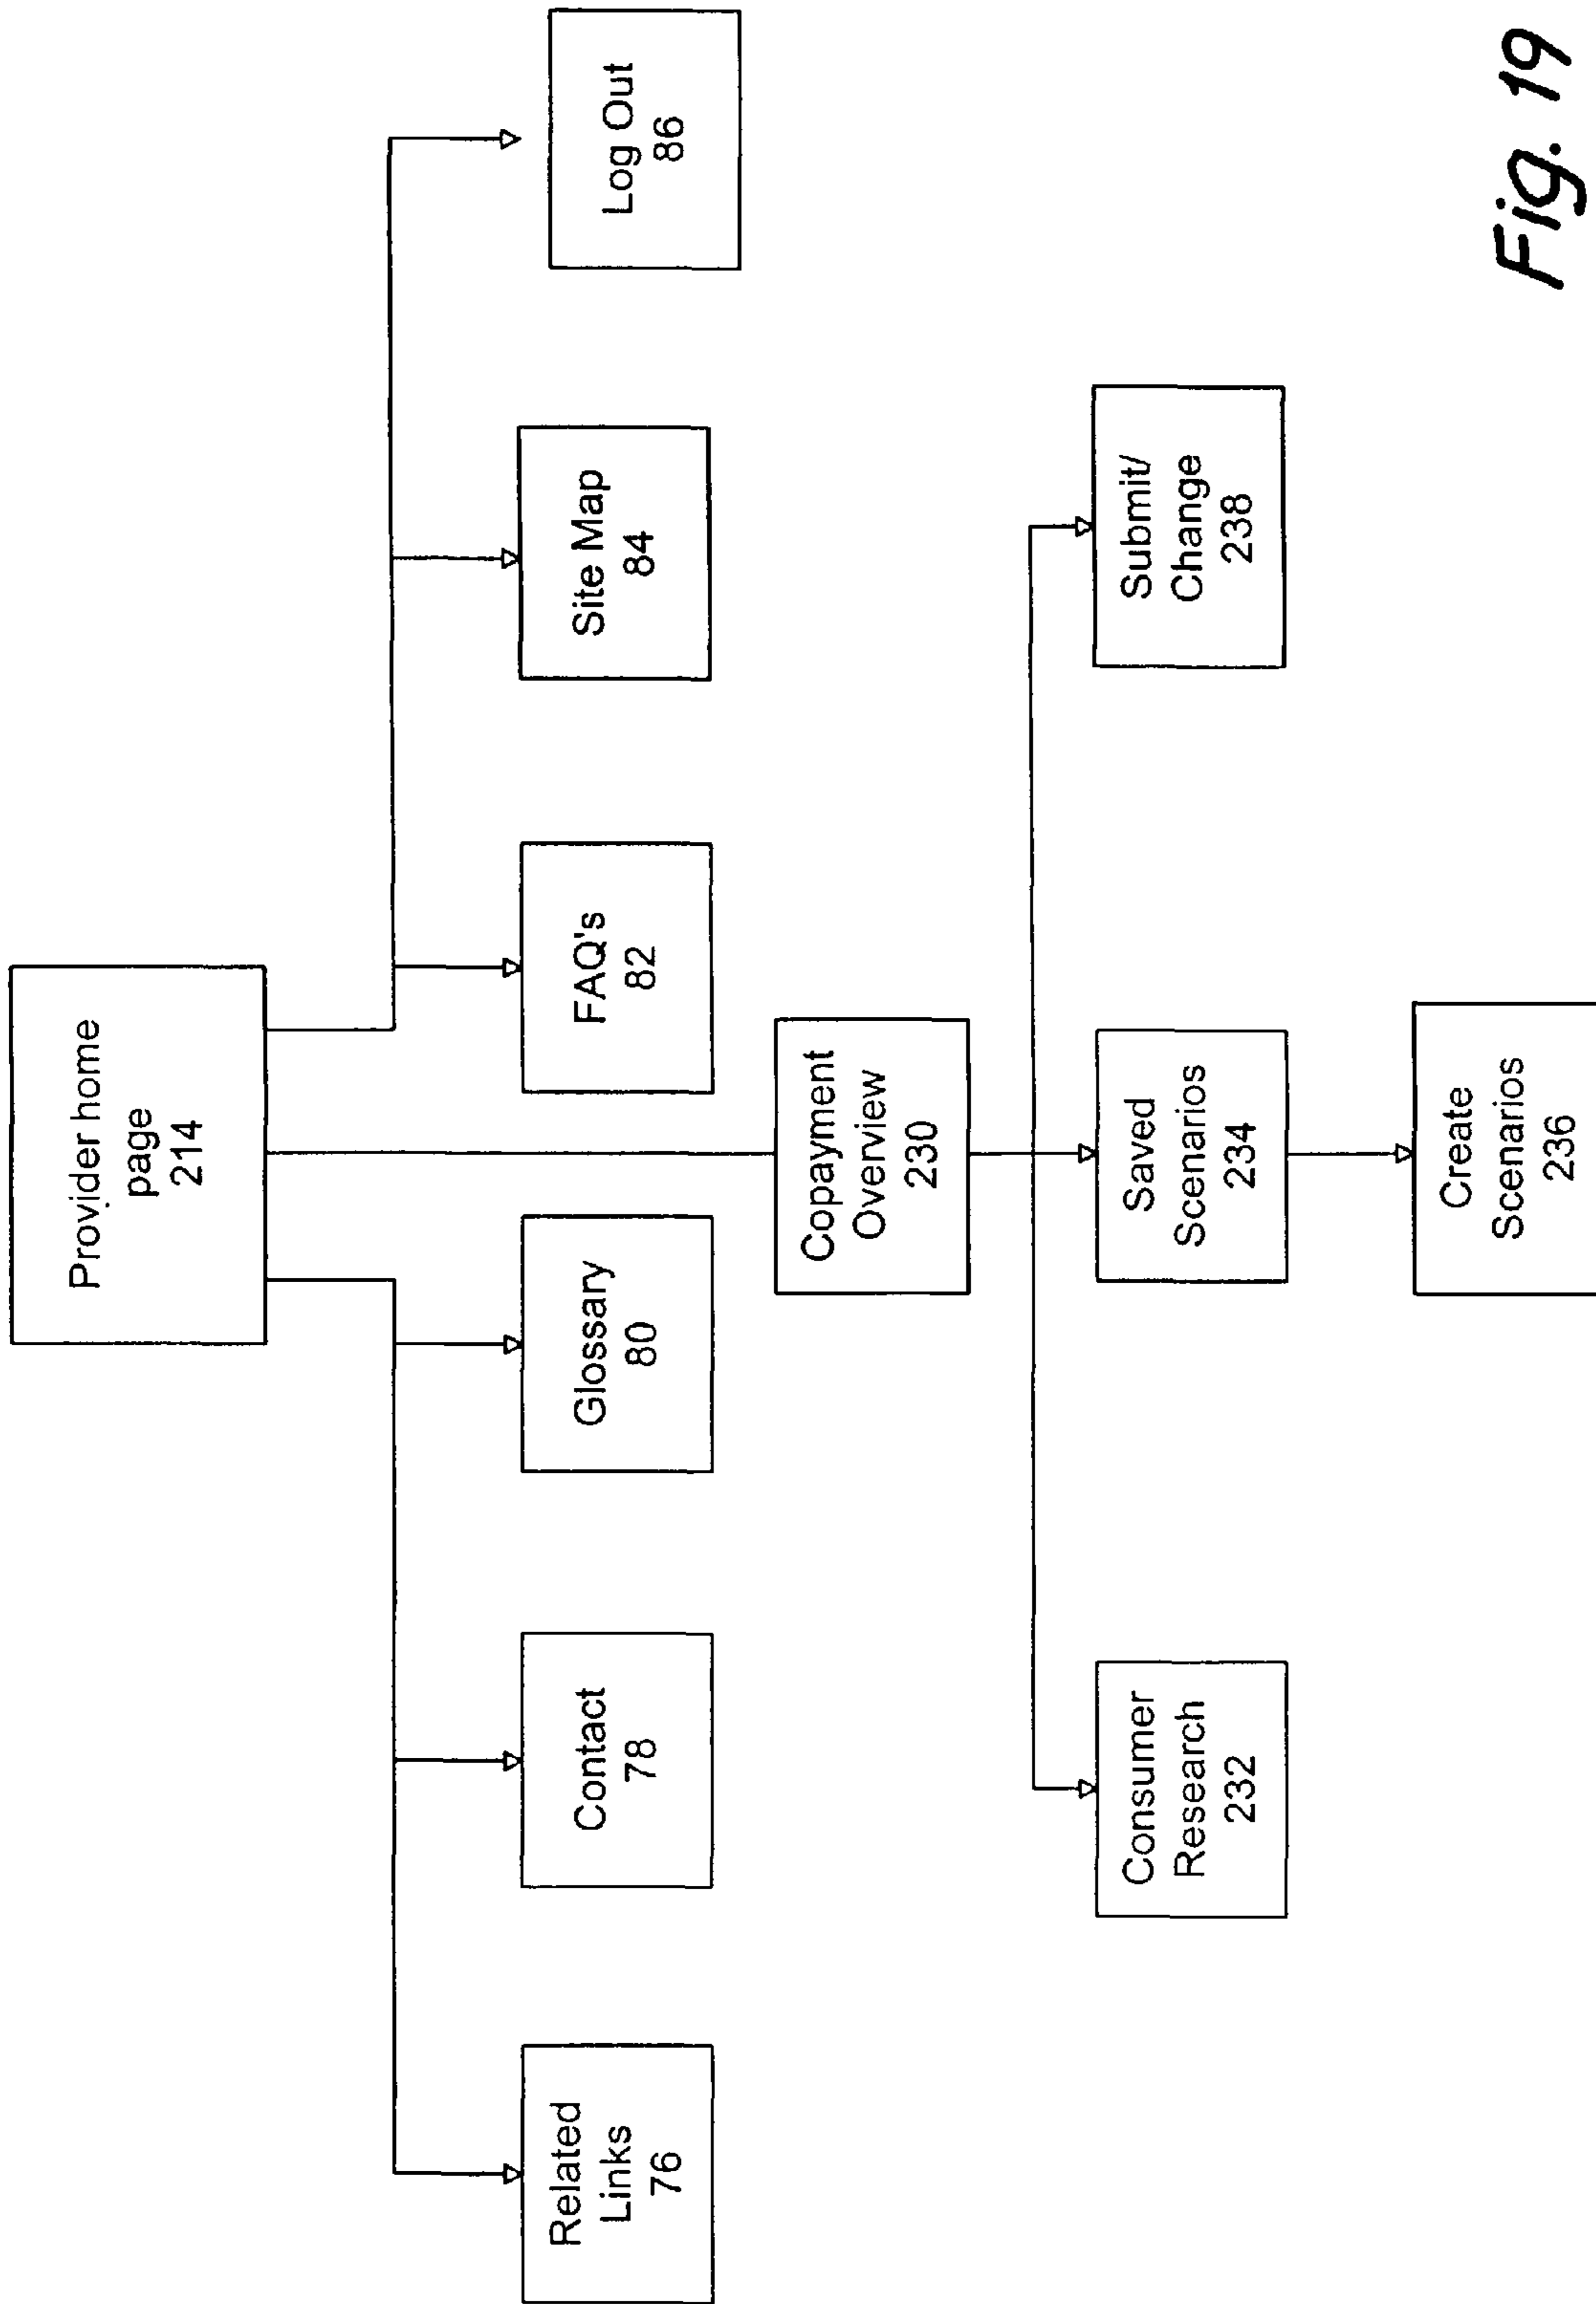 Provider home
page
214
Related
Links
76
Contact
78
Glossary
80
FAQ's
82
Site Map
84
Log Out
86
Copayment
Overview
230
Consumer
Research
232
Saved
Scenarios
234
Submit/
Change
238
Create
Scenarios
236
Fig. 19